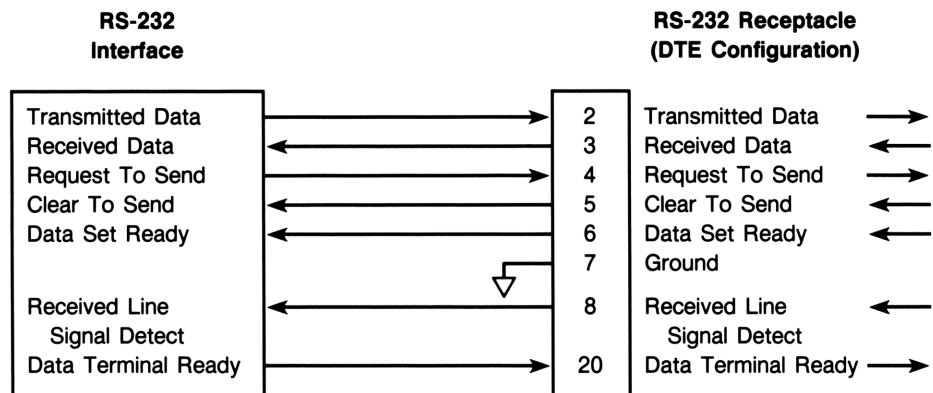 RS-232
Interface
RS-232 Receptacle
(DTE Configuration)
Transmitted Data 2 Transmitted Data
Received Data 3 Received Data
Request To Send 4 Request To Send
Clear To Send 5 Clear To Send
Data Set Ready 6 Data Set Ready
7 Ground
Received Line 8 Received Line
Signal Detect Signal Detect
Data Terminal Ready 20 Data Terminal Ready